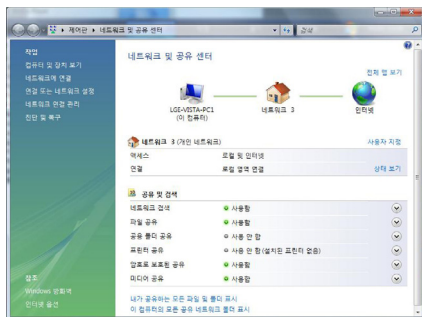 제어판 ▸ 네트워크 및 공유 센터
검색
작업
컴퓨터 및 장치 보기
네트워크에 연결
연결 또는 네트워크 설정
네트워크 연결 관리
진단 및 복구
네트워크 및 공유 센터
전체 맵 보기
LGE-VISTA-PC1
(이 컴퓨터)
네트워크 3
인터넷
네트워크 3 (개인 네트워크)
사용자 지정
액세스
로컬 및 인터넷
연결
로컬 영역 연결
상태 보기
공유 및 검색
네트워크 검색
사용함
파일 공유
사용함
공용 폴더 공유
사용 안 함
프린터 공유
사용 안 함(설치된 프린터 없음)
암호로 보호된 공유
사용함
미디어 공유
사용함
내가 공유하는 모든 파일 및 폴더 표시
이 컴퓨터의 모든 공유 네트워크 폴더 표시
참조
Windows 방화벽
인터넷 옵션